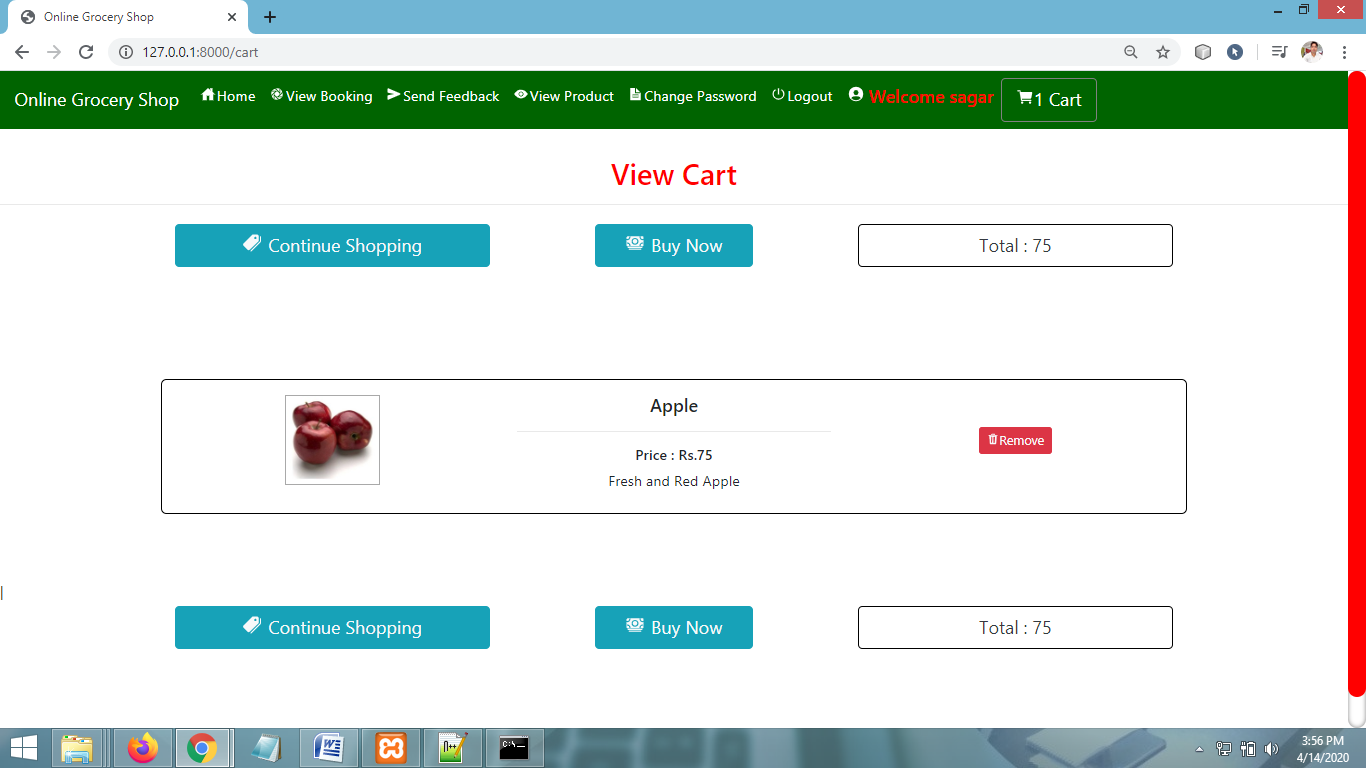 Online Grocery Shop
127.0.0.1:8000/cart
Online Grocery Shop Home View Booking Send Feedback View Product Change Password Logout Welcome sagar 1 Cart
View Cart
Continue Shopping Buy Now Total : 75
Apple
Price : Rs.75
Fresh and Red Apple
Remove
Continue Shopping Buy Now Total : 75
3:56 PM
4/14/2020